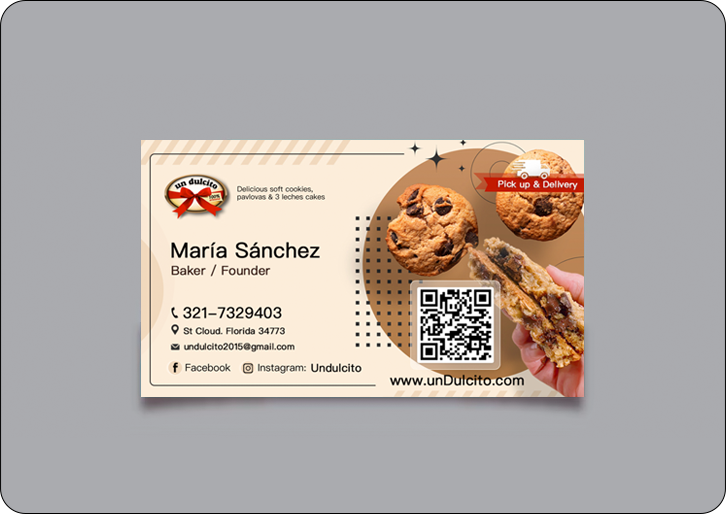 un dulcito
Delicious soft cookies,
pavlovas & 3 leches cakes
Pick up & Delivery
María Sánchez
Baker / Founder
321-7329403
St Cloud. Florida 34773
undulcito2015@gmail.com
Facebook Instagram: Undulcito
www.unDulcito.com